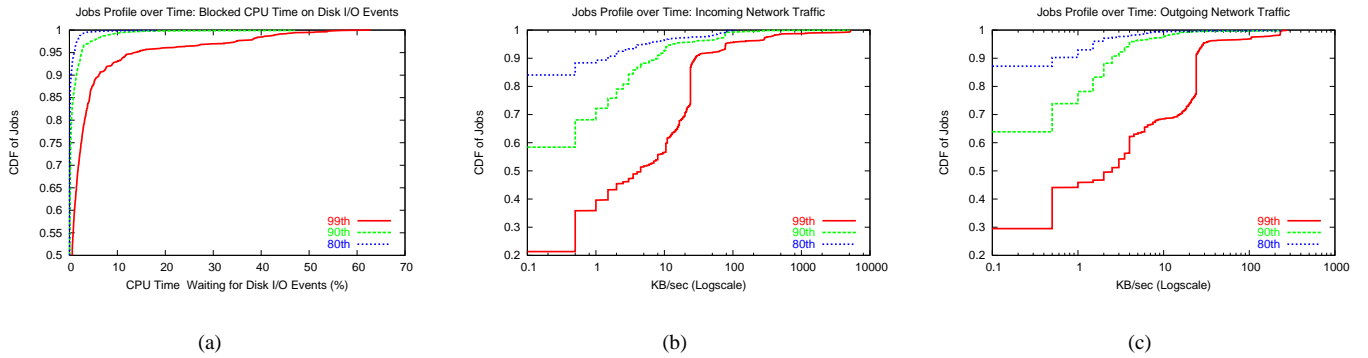 Jobs Profile over Time: Blocked CPU Time on Disk I/O Events
CDF of Jobs
1
0.95
0.9
0.85
0.8
0.75
0.7
0.65
0.6
0.55
0.5
99th
90th
80th
0 10 20 30 40 50 60 70
CPU Time Waiting for Disk I/O Events (%)
(a)
Jobs Profile over Time: Incoming Network Traffic
CDF of Jobs
1
0.9
0.8
0.7
0.6
0.5
0.4
0.3
0.2
99th
90th
80th
0.1 1 10 100 1000 10000
KB/sec (Logscale)
(b)
Jobs Profile over Time: Outgoing Network Traffic
CDF of Jobs
1
0.9
0.8
0.7
0.6
0.5
0.4
0.3
0.2
99th
90th
80th
0.1 1 10 100 1000
KB/sec (Logscale)
(c)